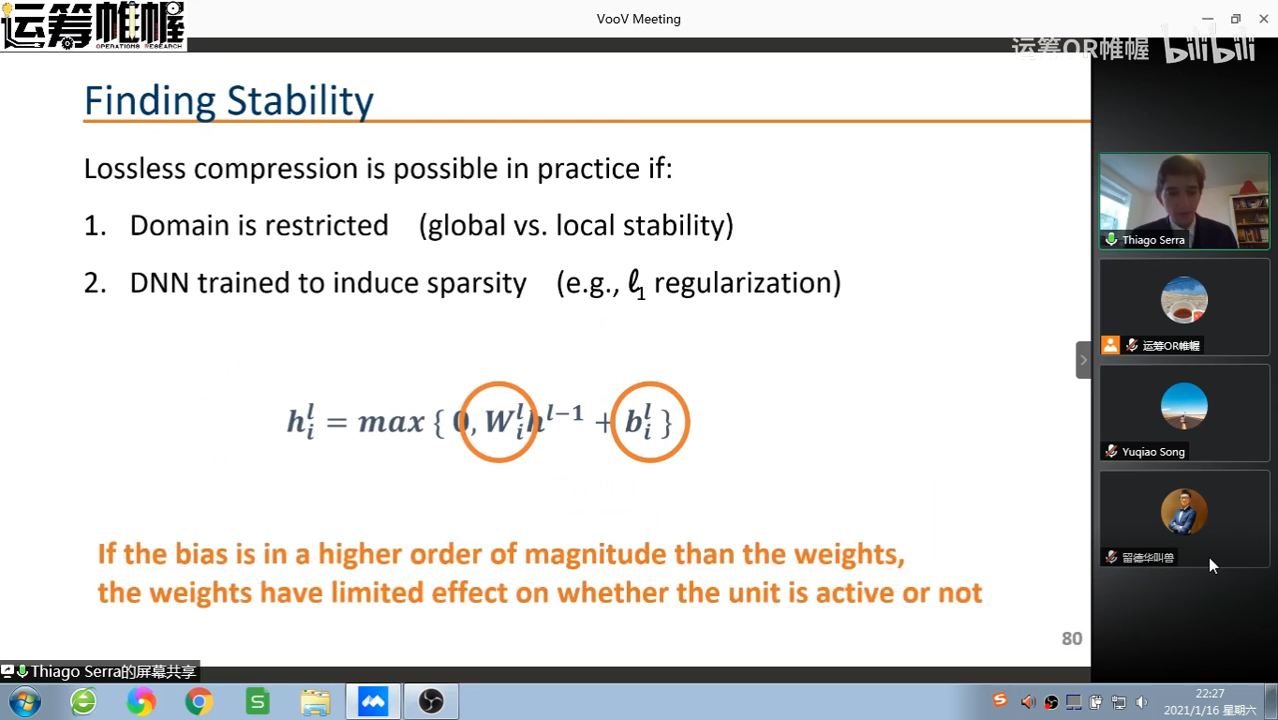 VooV Meeting
运筹帷幄
OPERATIONS RESEARCH
运筹OR帷幄 bilibili
Finding Stability
Lossless compression is possible in practice if:
1. Domain is restricted (global vs. local stability)
2. DNN trained to induce sparsity (e.g., ℓ₁ regularization)
hᵢˡ = max { 0, Wᵢˡ hˡ⁻¹ + bᵢˡ }
If the bias is in a higher order of magnitude than the weights,
the weights have limited effect on whether the unit is active or not
80
Thiago Serra
运筹OR帷幄
Yuqiao Song
留德华叫兽
Thiago Serra的屏幕共享
22:27
2021/1/16 星期六